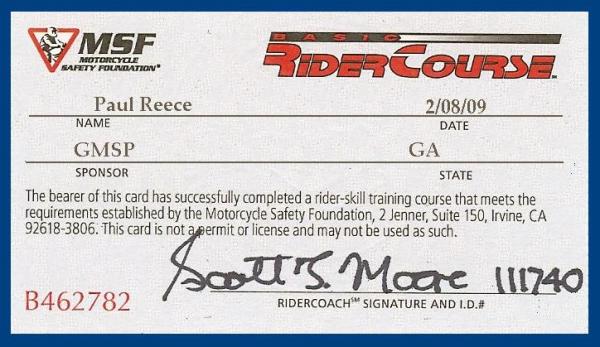 MSF
MOTORCYCLE
SAFETY FOUNDATION®
BASIC
RIDERCOURSE℠
Paul Reece 2/08/09
NAME DATE
GMSP GA
SPONSOR STATE
The bearer of this card has successfully completed a rider-skill training course that meets the
requirements established by the Motorcycle Safety Foundation, 2 Jenner, Suite 150, Irvine, CA
92618-3806. This card is not a permit or license and may not be used as such.
Scott S. Moore 111740
B462782
RIDERCOACH℠ SIGNATURE AND I.D.#